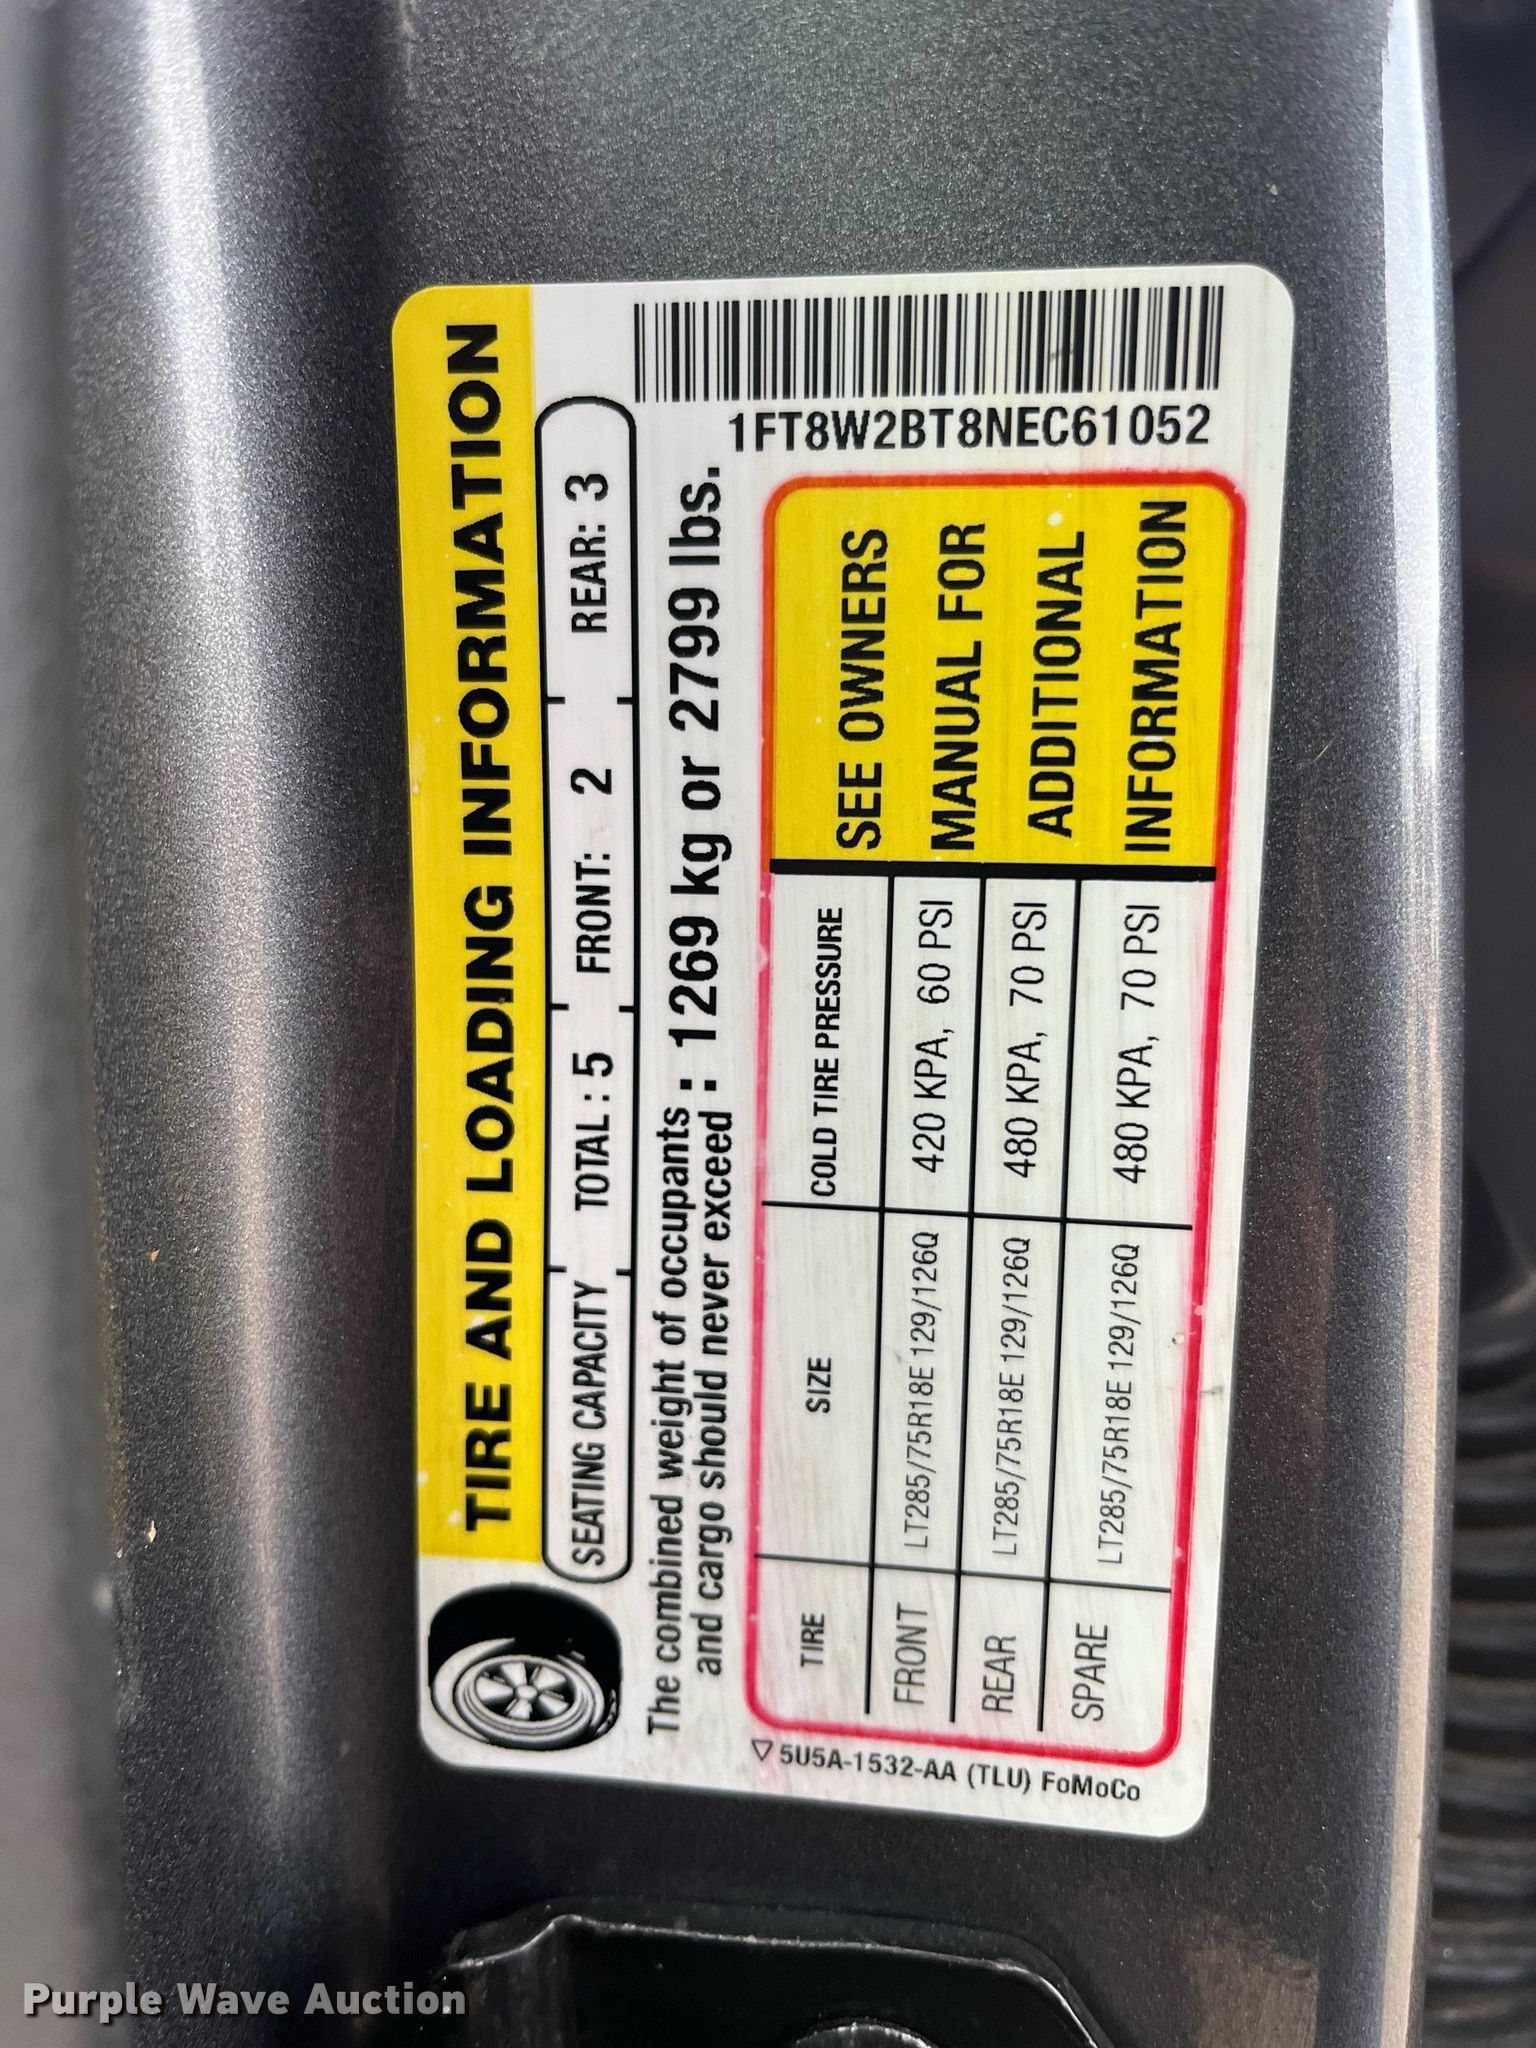 TIRE AND LOADING INFORMATION
SEATING CAPACITY TOTAL : 5 FRONT: 2 REAR: 3
The combined weight of occupants
and cargo should never exceed : 1269 kg or 2799 lbs.
TIRE SIZE COLD TIRE PRESSURE
FRONT LT285/75R18E 129/126Q 420 KPA, 60 PSI
REAR LT285/75R18E 129/126Q 480 KPA, 70 PSI
SPARE LT285/75R18E 129/126Q 480 KPA, 70 PSI
SEE OWNERS
MANUAL FOR
ADDITIONAL
INFORMATION
1FT8W2BT8NEC61052
5U5A-1532-AA (TLU) FoMoCo
Purple Wave Auction